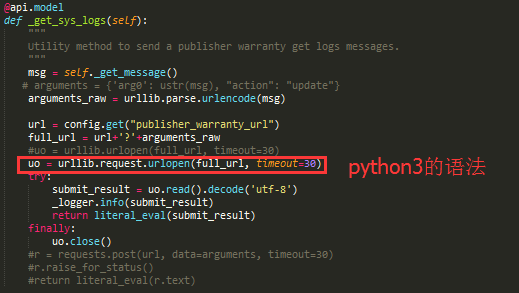 @api.model
def _get_sys_logs(self):
"""
Utility method to send a publisher warranty get logs messages.
"""
msg = self._get_message()
# arguments = {'arg0': ustr(msg), "action": "update"}
arguments_raw = urllib.parse.urlencode(msg)
url = config.get("publisher_warranty_url")
full_url = url+'?'+arguments_raw
#uo = urllib.urlopen(full_url, timeout=30)
uo = urllib.request.urlopen(full_url, timeout=30)
python3的语法
try:
submit_result = uo.read().decode('utf-8')
_logger.info(submit_result)
return literal_eval(submit_result)
finally:
uo.close()
#r = requests.post(url, data=arguments, timeout=30)
#r.raise_for_status()
#return literal_eval(r.text)